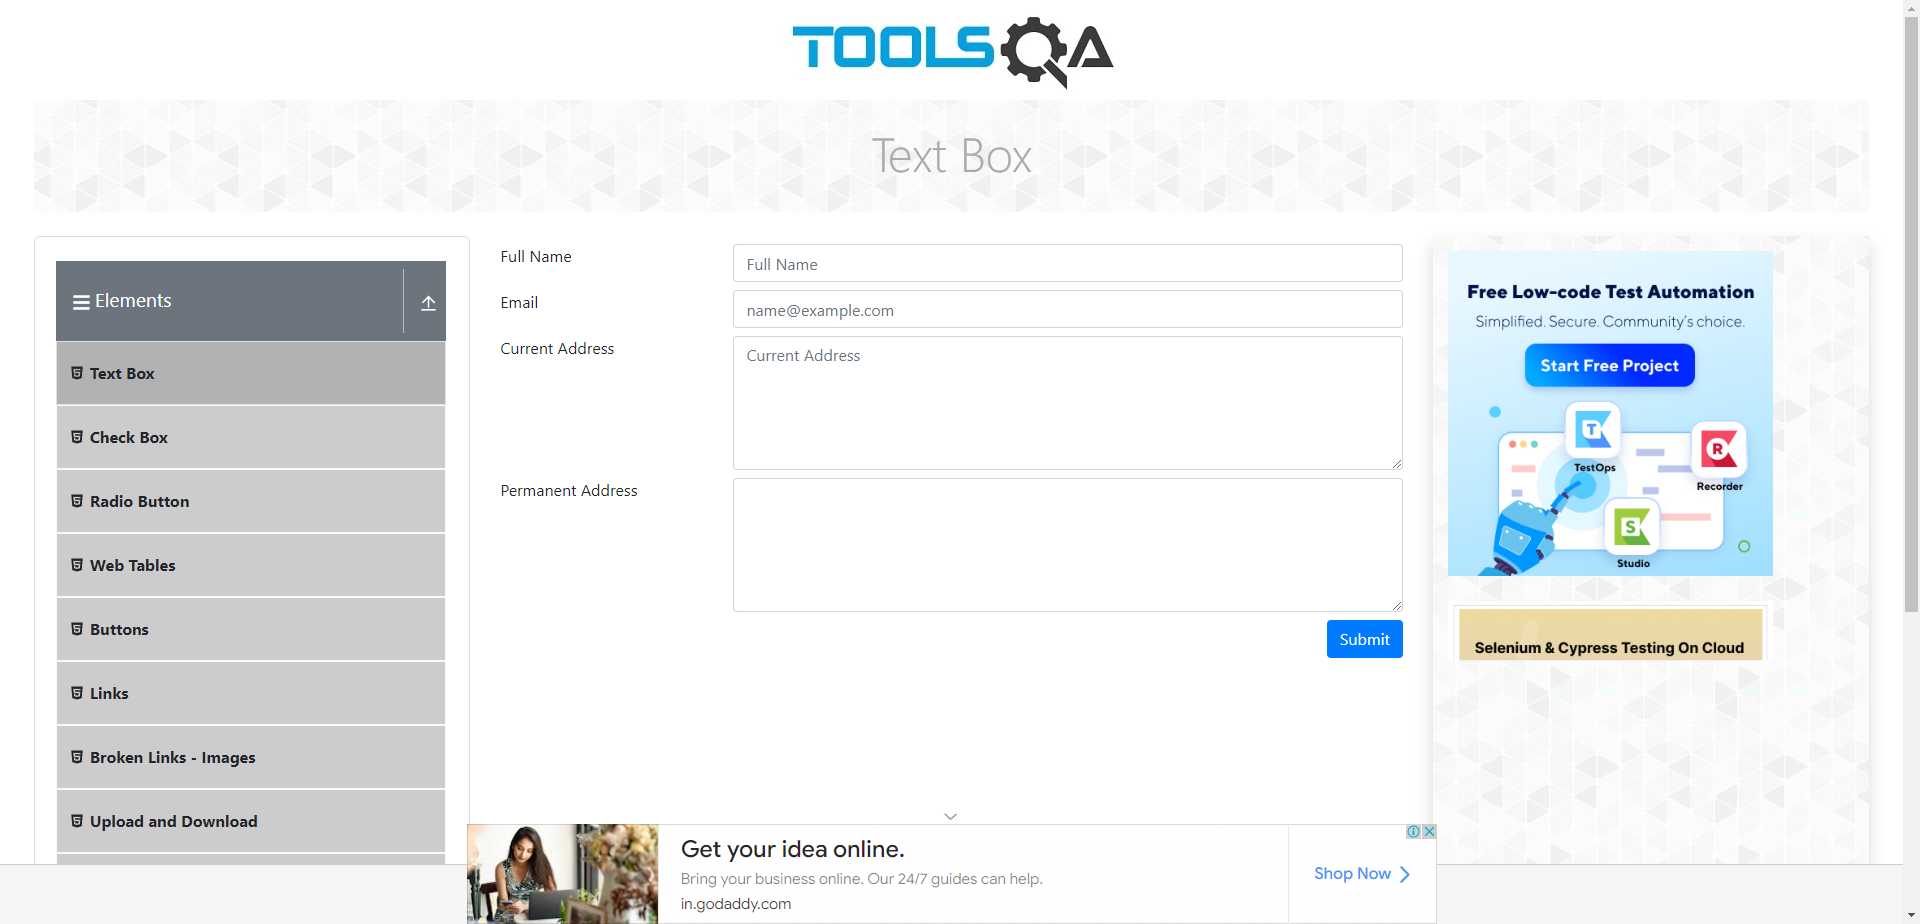 TOOLSQA
Text Box
Elements
Text Box
Check Box
Radio Button
Web Tables
Buttons
Links
Broken Links - Images
Upload and Download
Full Name
Full Name
Email
name@example.com
Current Address
Current Address
Permanent Address
Submit
Free Low-code Test Automation
Simplified. Secure. Community's choice.
Start Free Project
T
TestOps
R
Recorder
S
Studio
Selenium & Cypress Testing On Cloud
Get your idea online.
Bring your business online. Our 24/7 guides can help.
in.godaddy.com
Shop Now